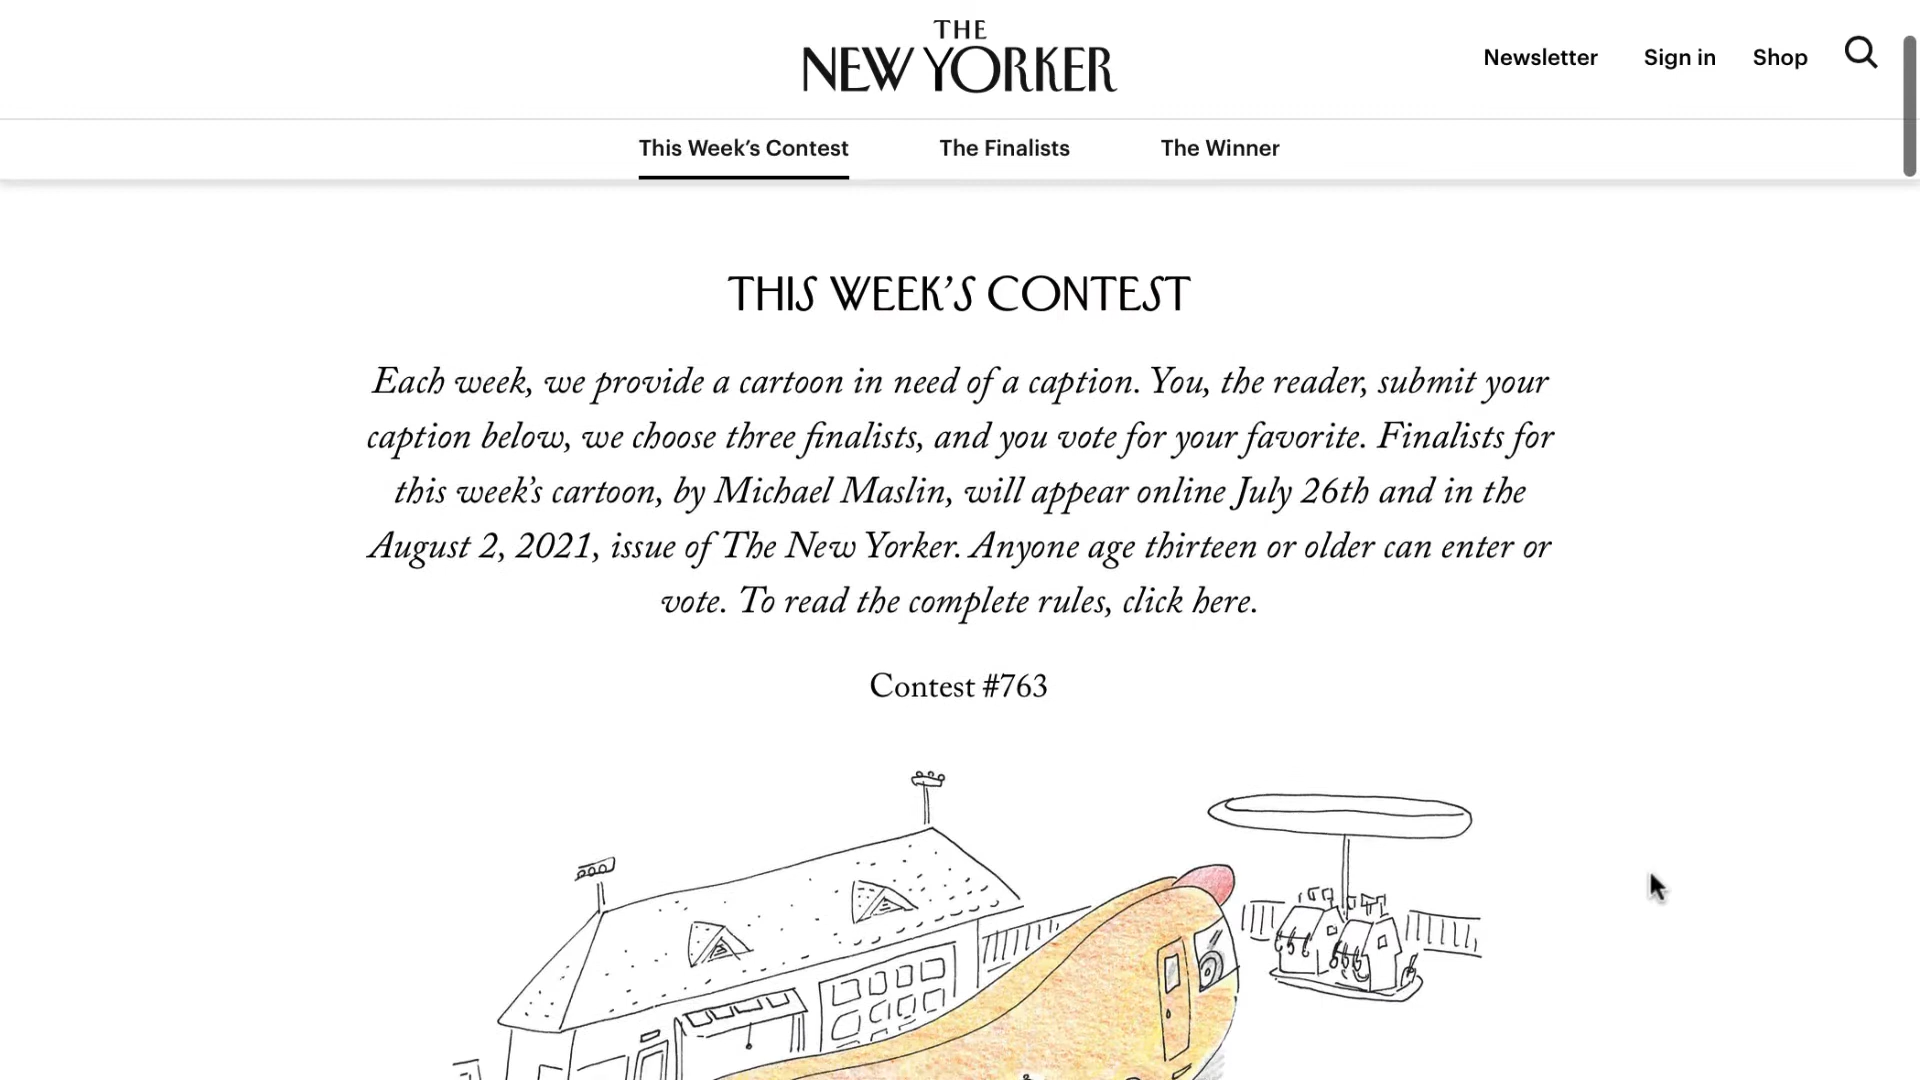 THE
NEW YORKER
Newsletter
Sign in
Shop
This Week’s Contest
The Finalists
The Winner
THIS WEEK’S CONTEST
Each week, we provide a cartoon in need of a caption. You, the reader, submit your
caption below, we choose three finalists, and you vote for your favorite. Finalists for
this week’s cartoon, by Michael Maslin, will appear online July 26th and in the
August 2, 2021, issue of The New Yorker. Anyone age thirteen or older can enter or
vote. To read the complete rules, click here.
Contest #763